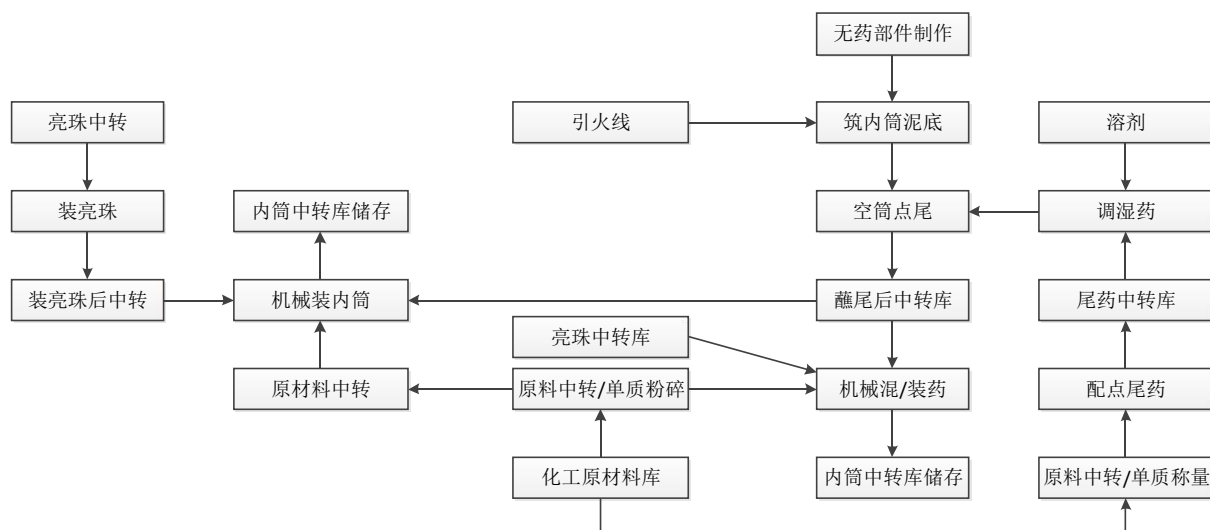 无药部件制作
亮珠中转
引火线
筑内筒泥底
溶剂
装亮珠
内筒中转库储存
空筒点尾
调湿药
装亮珠后中转
机械装内筒
蘸尾后中转库
尾药中转库
亮珠中转库
原材料中转
原料中转/单质粉碎
机械混/装药
配点尾药
化工原材料库
内筒中转库储存
原料中转/单质称量